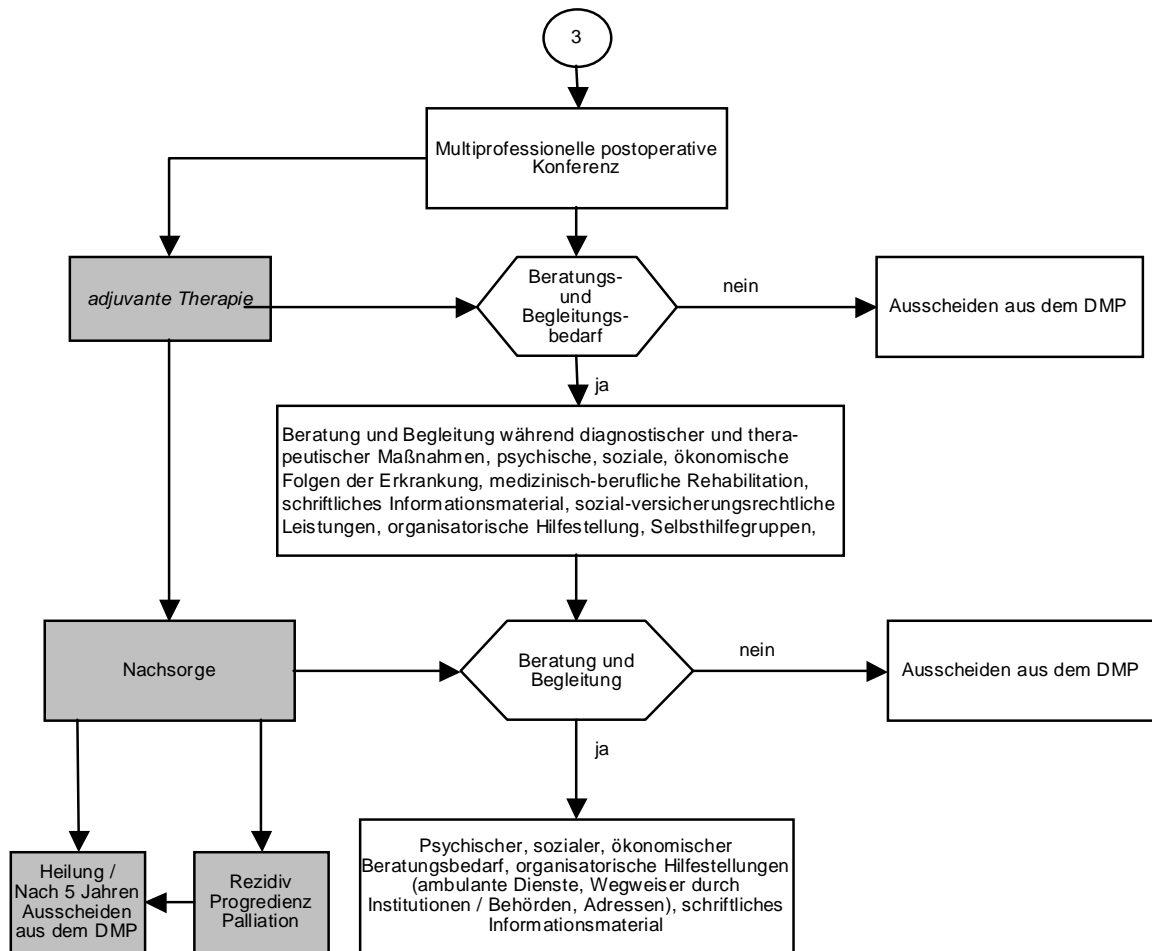 3
Multiprofessionelle postoperative
Konferenz
adjuvante Therapie
Beratungs-
und
Begleitungs-
bedarf
nein
Ausscheiden aus dem DMP
ja
Beratung und Begleitung während diagnostischer und thera-
peutischer Maßnahmen, psychische, soziale, ökonomische
Folgen der Erkrankung, medizinisch-berufliche Rehabilitation,
schriftliches Informationsmaterial, sozial-versicherungsrechtliche
Leistungen, organisatorische Hilfestellung, Selbsthilfegruppen,
Nachsorge
Beratung und
Begleitung
nein
Ausscheiden aus dem DMP
ja
Heilung /
Nach 5 Jahren
Ausscheiden
aus dem DMP
Rezidiv
Progredienz
Palliation
Psychischer, sozialer, ökonomischer
Beratungsbedarf, organisatorische Hilfestellungen
(ambulante Dienste, Wegweiser durch
Institutionen / Behörden, Adressen), schriftliches
Informationsmaterial